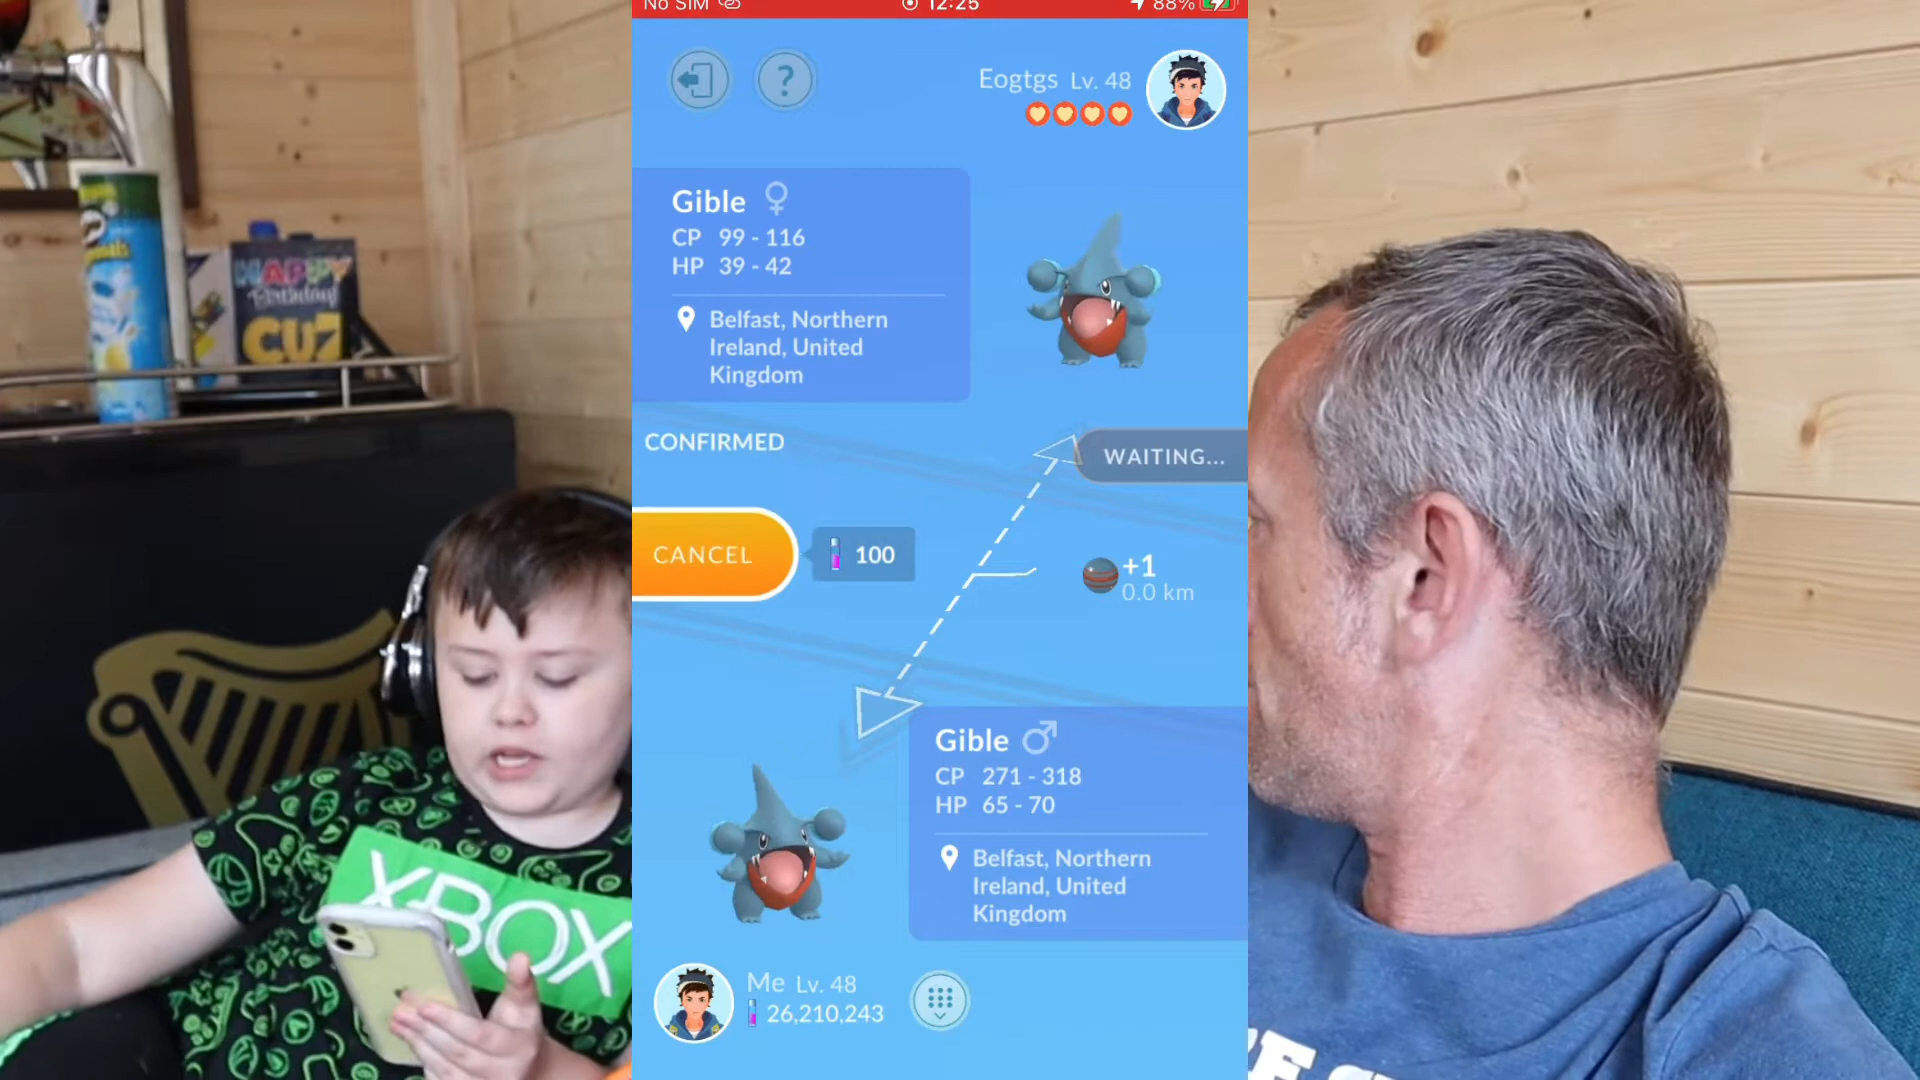 No SIM
12:25
88%
Eogtgs Lv. 48
Gible ♀
CP 99 - 116
HP 39 - 42
Belfast, Northern
Ireland, United
Kingdom
CONFIRMED
WAITING...
CANCEL
100
+1
0.0 km
Gible ♂
CP 271 - 318
HP 65 - 70
Belfast, Northern
Ireland, United
Kingdom
Me Lv. 48
26,210,243
HAPPY
Birthday!
CUZ
XBOX